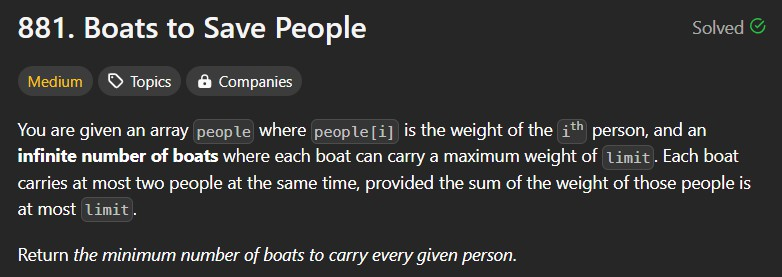 881. Boats to Save People
Solved
Medium
Topics
Companies
You are given an array people where people[i] is the weight of the ith person, and an
infinite number of boats where each boat can carry a maximum weight of limit. Each boat
carries at most two people at the same time, provided the sum of the weight of those people is
at most limit.
Return the minimum number of boats to carry every given person.